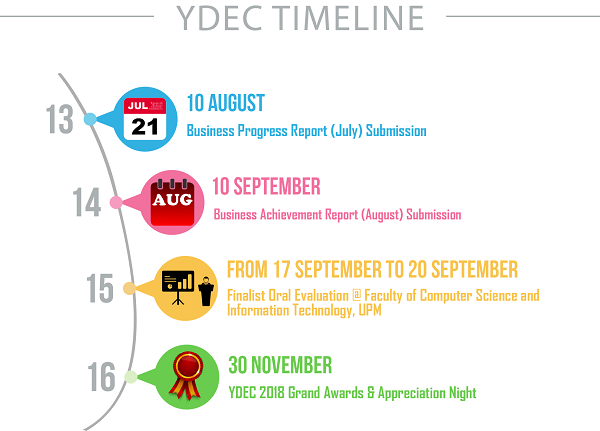 YDEC TIMELINE
13
JUL
21
10 AUGUST
Business Progress Report (July) Submission
14
AUG
10 SEPTEMBER
Business Achievement Report (August) Submission
15
FROM 17 SEPTEMBER TO 20 SEPTEMBER
Finalist Oral Evaluation @ Faculty of Computer Science and
Information Technology, UPM
16
30 NOVEMBER
YDEC 2018 Grand Awards & Appreciation Night